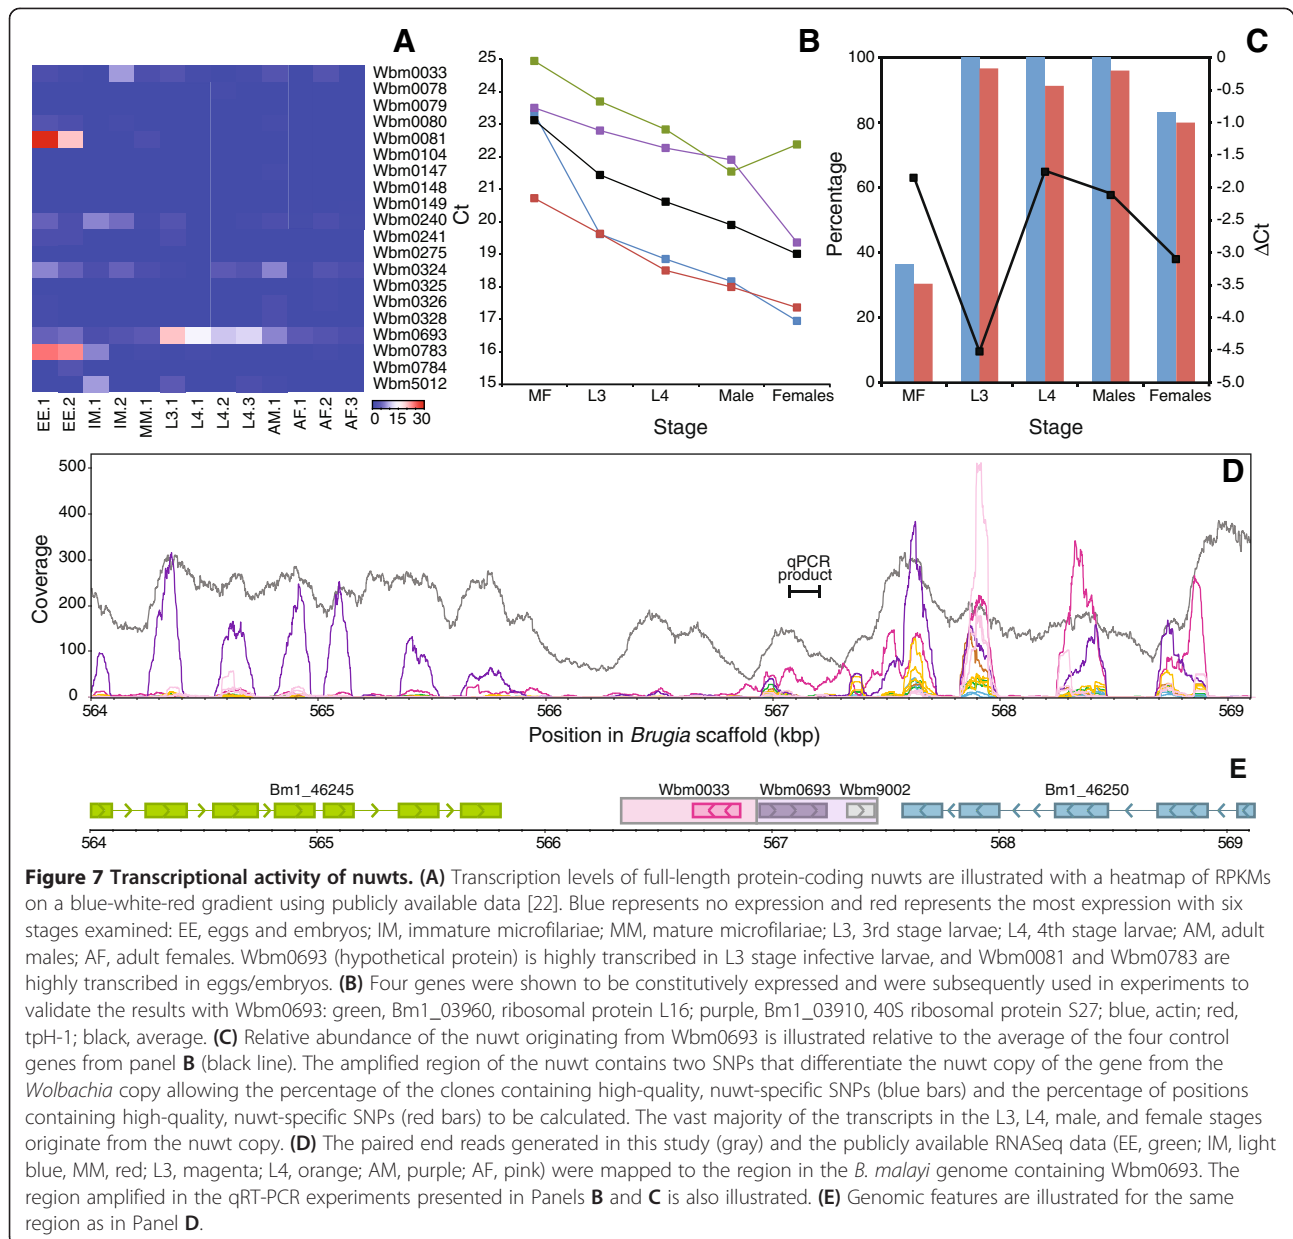 A
Wbm0033
Wbm0078
Wbm0079
Wbm0080
Wbm0081
Wbm0104
Wbm0147
Wbm0148
Wbm0149
Wbm0240
Wbm0241
Wbm0275
Wbm0324
Wbm0325
Wbm0326
Wbm0328
Wbm0693
Wbm0783
Wbm0784
Wbm5012
EE.1
EE.2
IM.1
IM.2
MM.1
L3.1
L4.1
L4.2
L4.3
AM.1
AF.1
AF.2
AF.3
0 15 30
B
25
24
23
22
21
20
19
18
17
16
15
Ct
MF L3 L4 Male Females
Stage
C
100
80
60
40
20
0
Percentage
0
-0.5
-1.0
-1.5
-2.0
-2.5
-3.0
-3.5
-4.0
-4.5
-5.0
ΔCt
MF L3 L4 Males Females
Stage
D
500
400
300
200
100
0
Coverage
qPCR
product
564 565 566 567 568 569
Position in Brugia scaffold (kbp)
E
Bm1_46245 Wbm0033 Wbm0693 Wbm9002 Bm1_46250
564 565 566 567 568 569
Figure 7 Transcriptional activity of nuwts. (A) Transcription levels of full-length protein-coding nuwts are illustrated with a heatmap of RPKMs
on a blue-white-red gradient using publicly available data [22]. Blue represents no expression and red represents the most expression with six
stages examined: EE, eggs and embryos; IM, immature microfilariae; MM, mature microfilariae; L3, 3rd stage larvae; L4, 4th stage larvae; AM, adult
males; AF, adult females. Wbm0693 (hypothetical protein) is highly transcribed in L3 stage infective larvae, and Wbm0081 and Wbm0783 are
highly transcribed in eggs/embryos. (B) Four genes were shown to be constitutively expressed and were subsequently used in experiments to
validate the results with Wbm0693: green, Bm1_03960, ribosomal protein L16; purple, Bm1_03910, 40S ribosomal protein S27; blue, actin; red,
tpH-1; black, average. (C) Relative abundance of the nuwt originating from Wbm0693 is illustrated relative to the average of the four control
genes from panel B (black line). The amplified region of the nuwt contains two SNPs that differentiate the nuwt copy of the gene from the
Wolbachia copy allowing the percentage of the clones containing high-quality, nuwt-specific SNPs (blue bars) and the percentage of positions
containing high-quality, nuwt-specific SNPs (red bars) to be calculated. The vast majority of the transcripts in the L3, L4, male, and female stages
originate from the nuwt copy. (D) The paired end reads generated in this study (gray) and the publicly available RNASeq data (EE, green; IM, light
blue, MM, red; L3, magenta; L4, orange; AM, purple; AF, pink) were mapped to the region in the B. malayi genome containing Wbm0693. The
region amplified in the qRT-PCR experiments presented in Panels B and C is also illustrated. (E) Genomic features are illustrated for the same
region as in Panel D.